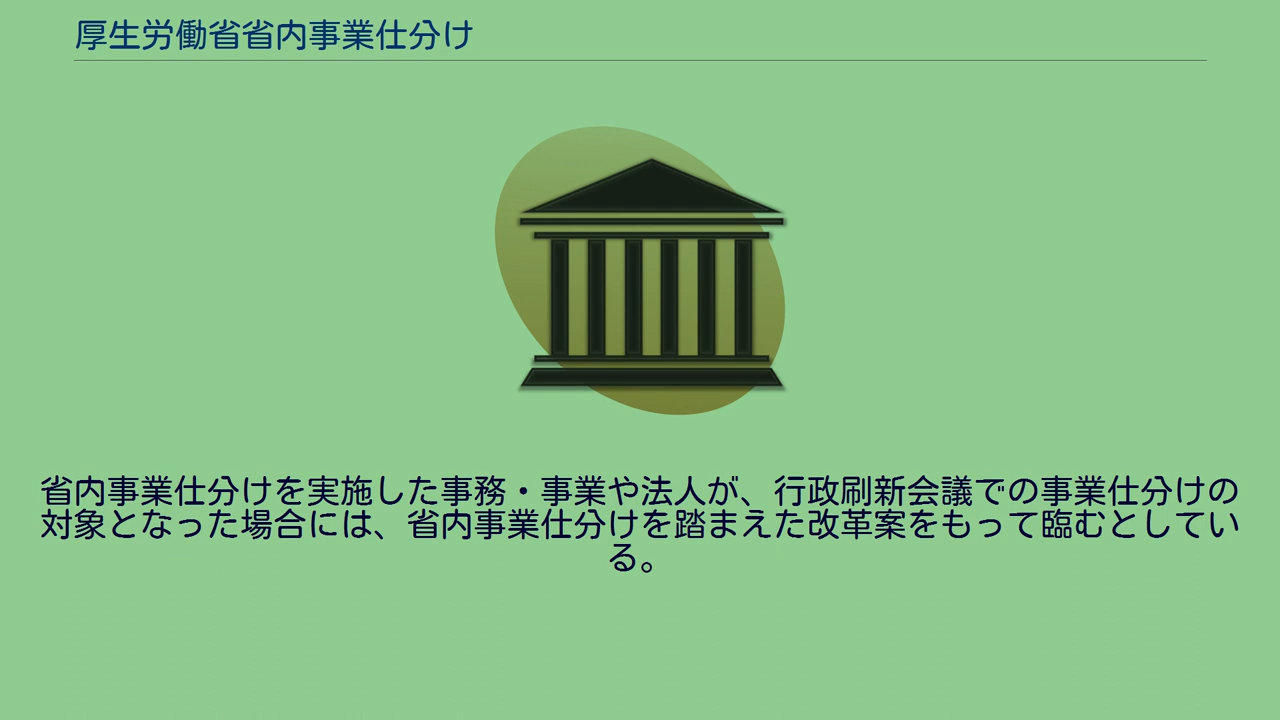 厚生労働省省内事業仕分け
省内事業仕分けを実施した事務・事業や法人が、行政刷新会議での事業仕分けの
対象となった場合には、省内事業仕分けを踏まえた改革案をもって臨むとしてい
る。